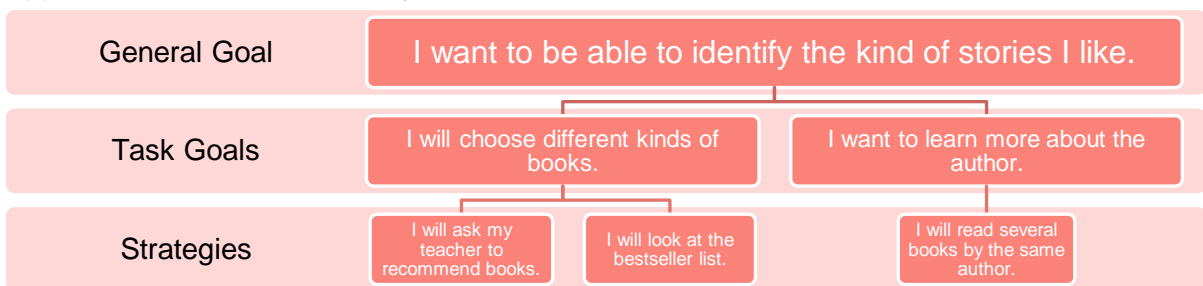 General Goal
I want to be able to identify the kind of stories I like.
Task Goals
I will choose different kinds of
books.
I want to learn more about the
author.
Strategies
I will ask my
teacher to
recommend books.
I will look at the
bestseller list.
I will read several
books by the same
author.